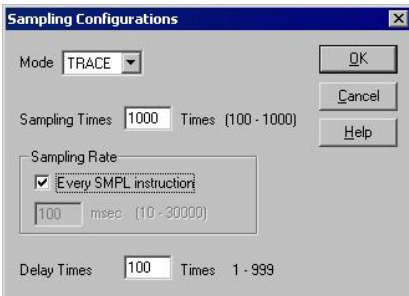 Sampling Configurations
Mode TRACE
OK
Cancel
Sampling Times 1000 Times (100 - 1000)
Help
Sampling Rate
Every SMPL instruction
100 msec (10 - 30000)
Delay Times 100 Times 1 - 999